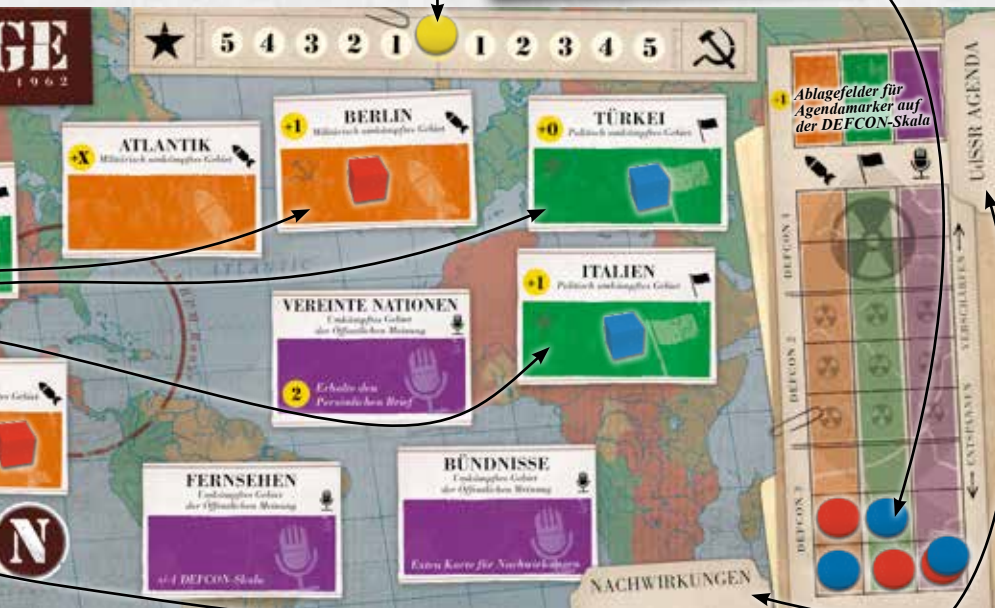 GE
1962
5 4 3 2 1 1 2 3 4 5
+X
ATLANTIK
Militärisch umkämpftes Gebiet
+1
BERLIN
Militärisch umkämpftes Gebiet
+0
TÜRKEI
Politisch umkämpftes Gebiet
+1
ITALIEN
Politisch umkämpftes Gebiet
ATLANTIC
VEREINTE NATIONEN
Umkämpftes Gebiet
der Öffentlichen Meinung
2
Erhalte den
Persönlichen Brief
FERNSEHEN
Umkämpftes Gebiet
der Öffentlichen Meinung
+/-1 DEFCON-Skala
BÜNDNISSE
Umkämpftes Gebiet
der Öffentlichen Meinung
Extra Karte für Nachwirkungen
N
NACHWIRKUNGEN
Ablagefelder für
Agendamarker auf
der DEFCON-Skala
UdSSR AGENDA
DEFCON 1
DEFCON 2
DEFCON 3
VERSCHÄRFEN
ENTSPANNEN